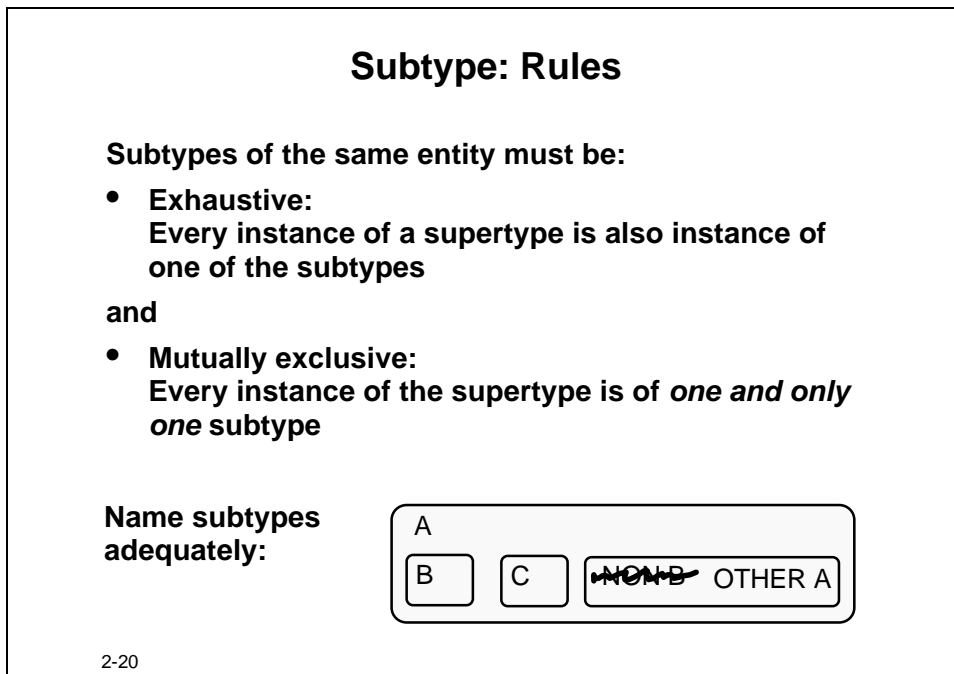 Subtype: Rules
Subtypes of the same entity must be:
• Exhaustive:
Every instance of a supertype is also instance of
one of the subtypes
and
• Mutually exclusive:
Every instance of the supertype is of one and only
one subtype
Name subtypes
adequately:
A
B C NON B OTHER A
2-20